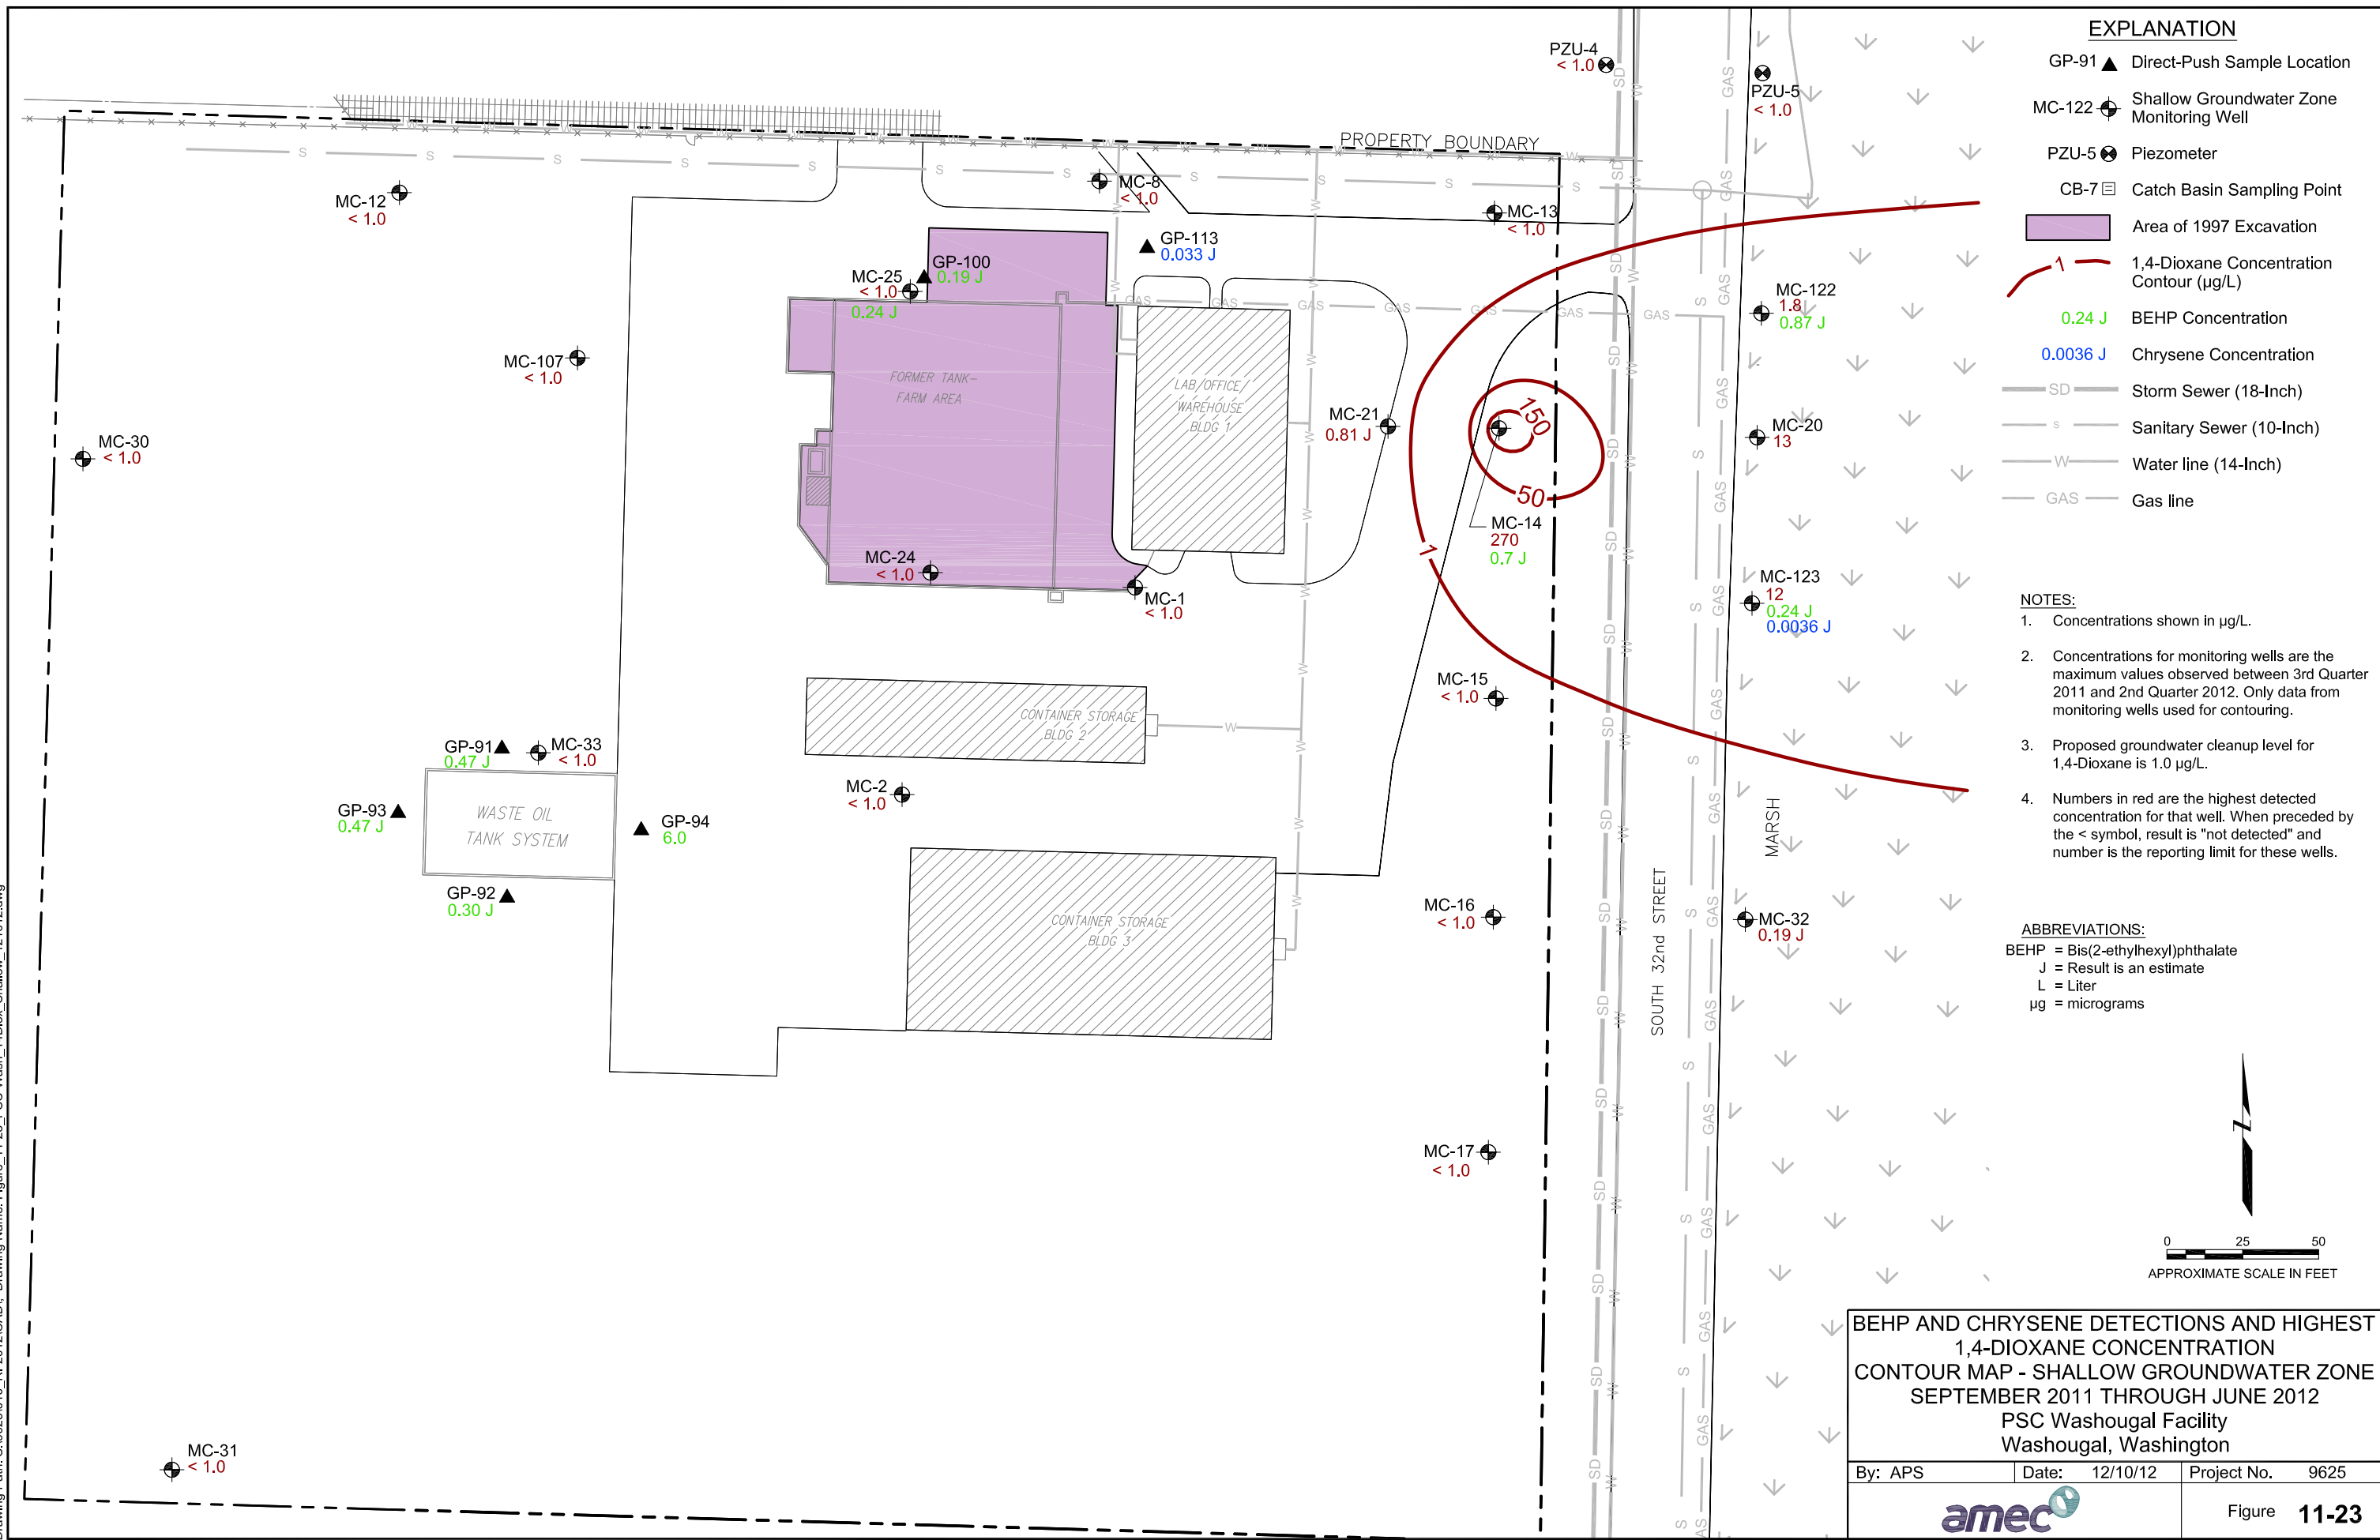 EXPLANATION
GP-91 Direct-Push Sample Location
MC-122 Shallow Groundwater Zone
Monitoring Well
PZU-5 Piezometer
CB-7 Catch Basin Sampling Point
Area of 1997 Excavation
1 1,4-Dioxane Concentration
Contour (µg/L)
0.24 J BEHP Concentration
0.0036 J Chrysene Concentration
SD Storm Sewer (18-Inch)
S Sanitary Sewer (10-Inch)
W Water line (14-Inch)
GAS Gas line
NOTES:
1. Concentrations shown in µg/L.
2. Concentrations for monitoring wells are the
maximum values observed between 3rd Quarter
2011 and 2nd Quarter 2012. Only data from
monitoring wells used for contouring.
3. Proposed groundwater cleanup level for
1,4-Dioxane is 1.0 µg/L.
4. Numbers in red are the highest detected
concentration for that well. When preceded by
the < symbol, result is "not detected" and
number is the reporting limit for these wells.
ABBREVIATIONS:
BEHP = Bis(2-ethylhexyl)phthalate
J = Result is an estimate
L = Liter
µg = micrograms
0 25 50
APPROXIMATE SCALE IN FEET
PZU-4
< 1.0
PZU-5
< 1.0
PROPERTY BOUNDARY
MC-12
< 1.0
MC-8
< 1.0
MC-13
< 1.0
GP-113
0.033 J
GP-100
0.19 J
MC-25
< 1.0
0.24 J
MC-122
1.8
0.87 J
MC-107
< 1.0
FORMER TANK-
FARM AREA
LAB/OFFICE/
WAREHOUSE
BLDG 1
MC-21
0.81 J
150
50
1
MC-20
13
MC-30
< 1.0
MC-14
270
0.7 J
MC-24
< 1.0
MC-1
< 1.0
MC-123
12
0.24 J
0.0036 J
MC-15
< 1.0
CONTAINER STORAGE
BLDG 2
GP-91
0.47 J
MC-33
< 1.0
MC-2
< 1.0
GP-93
0.47 J
WASTE OIL
TANK SYSTEM
GP-94
6.0
MARSH
GP-92
0.30 J
CONTAINER STORAGE
BLDG 3
MC-16
< 1.0
SOUTH 32nd STREET
MC-32
0.19 J
MC-17
< 1.0
MC-31
< 1.0
BEHP AND CHRYSENE DETECTIONS AND HIGHEST
1,4-DIOXANE CONCENTRATION
CONTOUR MAP - SHALLOW GROUNDWATER ZONE
SEPTEMBER 2011 THROUGH JUNE 2012
PSC Washougal Facility
Washougal, Washington
By: APS Date: 12/10/12 Project No. 9625
amec
Figure 11-23